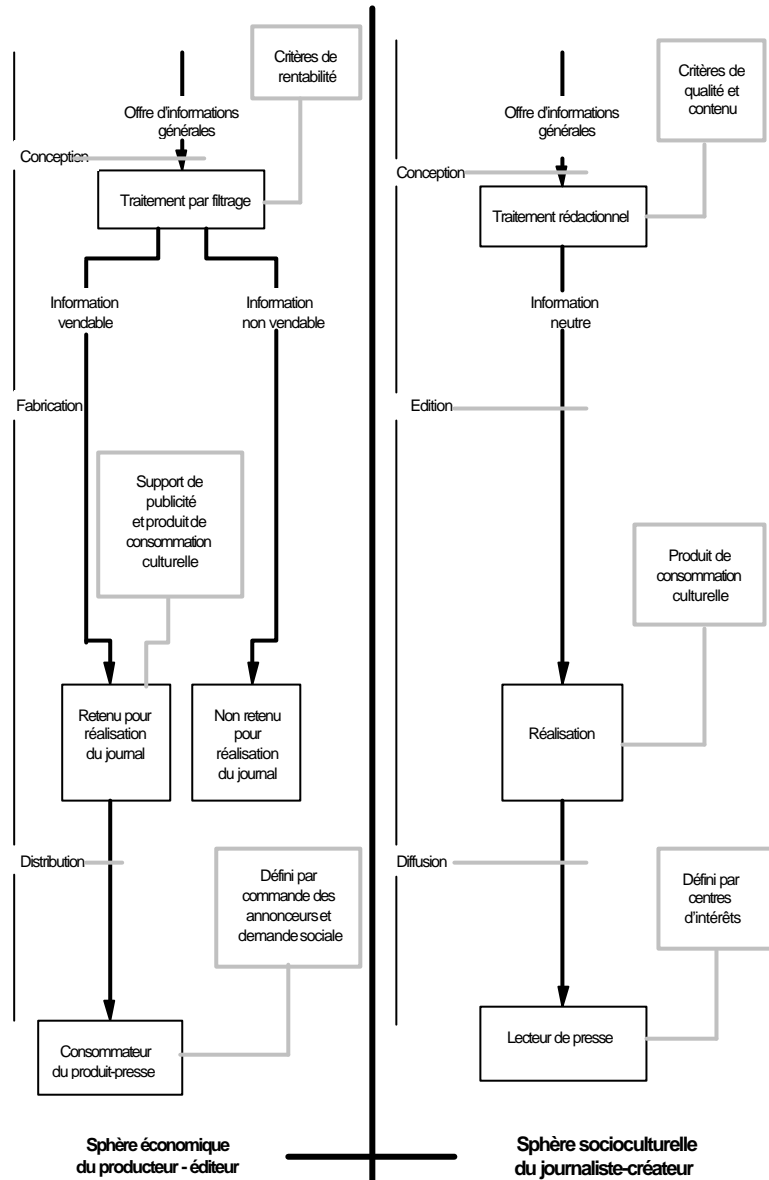 Critères de
rentabilité
Offre d'informations
générales
Conception
Traitement par filtrage
Information
vendable
Information
non vendable
Fabrication
Support de
publicité
et produit de
consommation
culturelle
Retenu pour
réalisation
du journal
Non retenu
pour
réalisation
du journal
Distribution
Défini par
commande des
annonceurs et
demande sociale
Consommateur
du produit-presse
Sphère économique
du producteur - éditeur
Critères de
qualité et
contenu
Offre d'informations
générales
Conception
Traitement rédactionnel
Information
neutre
Edition
Produit de
consommation
culturelle
Réalisation
Diffusion
Défini par
centres
d'intérêts
Lecteur de presse
Sphère socioculturelle
du journaliste-créateur